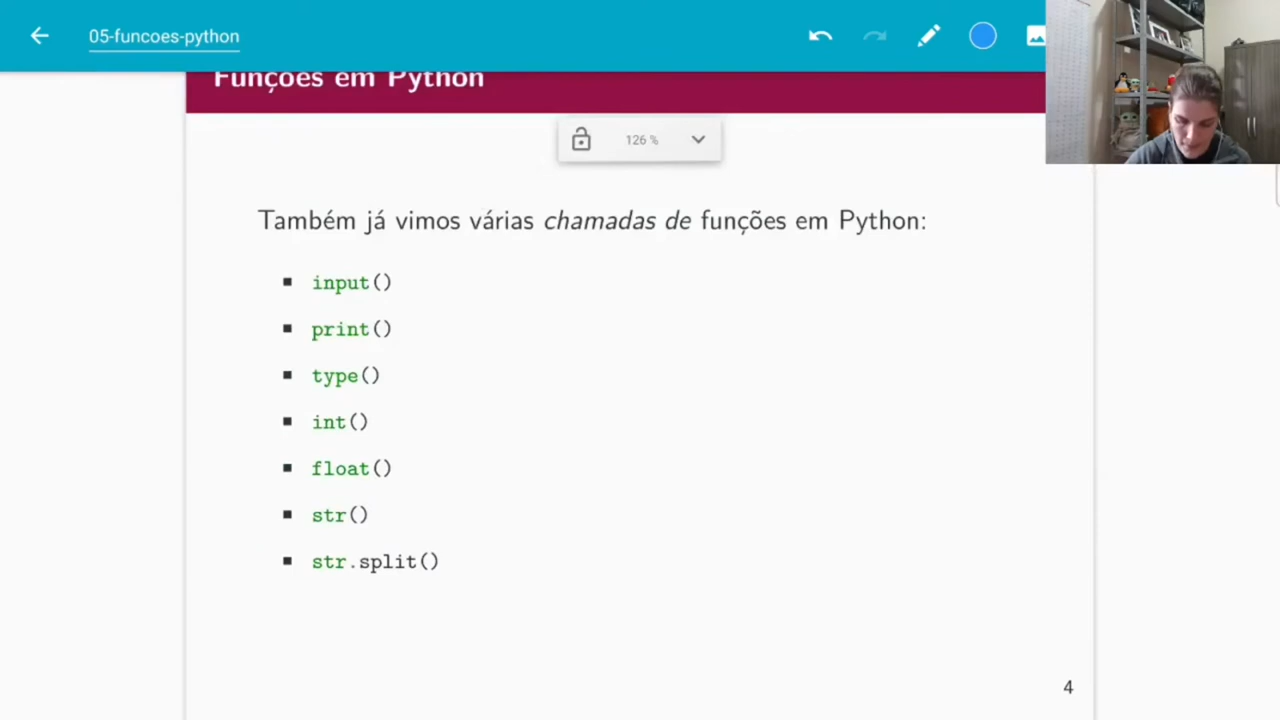 05-funcoes-python
Funções em Python
126 %
Também já vimos várias chamadas de funções em Python:
▪ input()
▪ print()
▪ type()
▪ int()
▪ float()
▪ str()
▪ str.split()
4